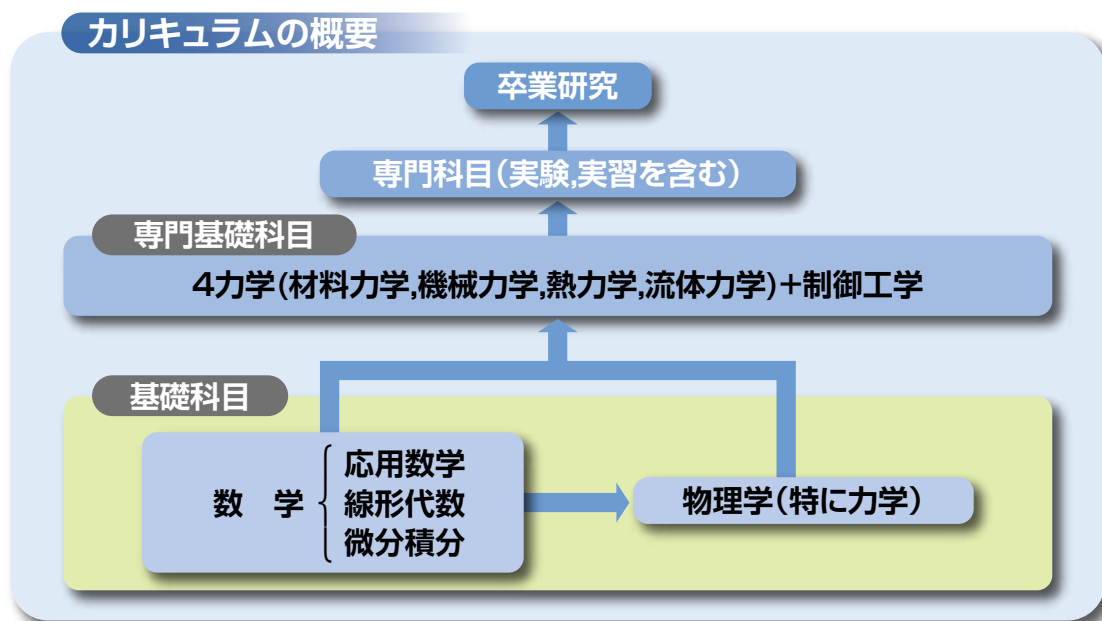 カリキュラムの概要
卒業研究
専門科目(実験,実習を含む)
専門基礎科目
4力学(材料力学,機械力学,熱力学,流体力学)+制御工学
基礎科目
数 学
応用数学
線形代数
微分積分
物理学(特に力学)